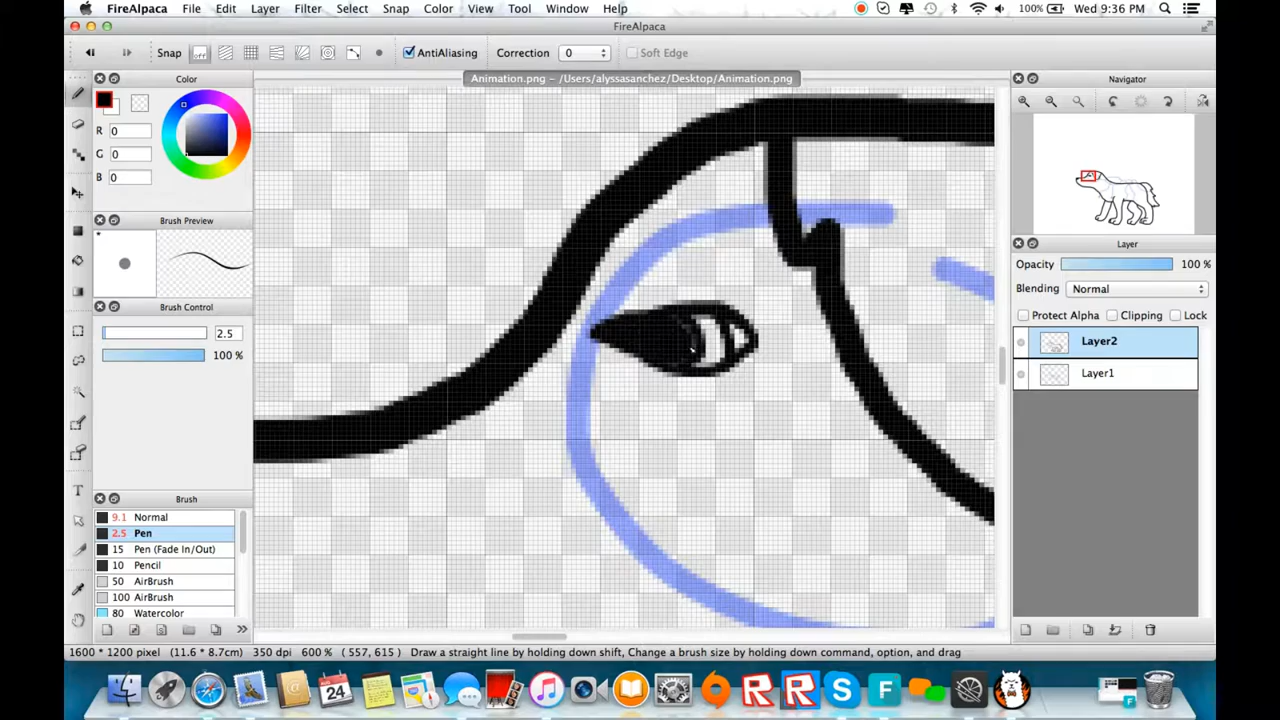 FireAlpaca File Edit Layer Filter Select Snap Color View Tool Window Help 100% Wed 9:36 PM
FireAlpaca
Snap off AntiAliasing Correction 0 Soft Edge
Animation.png – /Users/alyssasanchez/Desktop/Animation.png
Color
R 0
G 0
B 0
Brush Preview
*
Brush Control
2.5
100 %
Brush
9.1 Normal
2.5 Pen
15 Pen (Fade In/Out)
10 Pencil
50 AirBrush
100 AirBrush
80 Watercolor
Navigator
Layer
Opacity 100 %
Blending Normal
Protect Alpha Clipping Lock
Layer2
Layer1
1600 * 1200 pixel (11.6 * 8.7cm) 350 dpi 600 % ( 557, 615 ) Draw a straight line by holding down shift, Change a brush size by holding down command, option, and drag
24